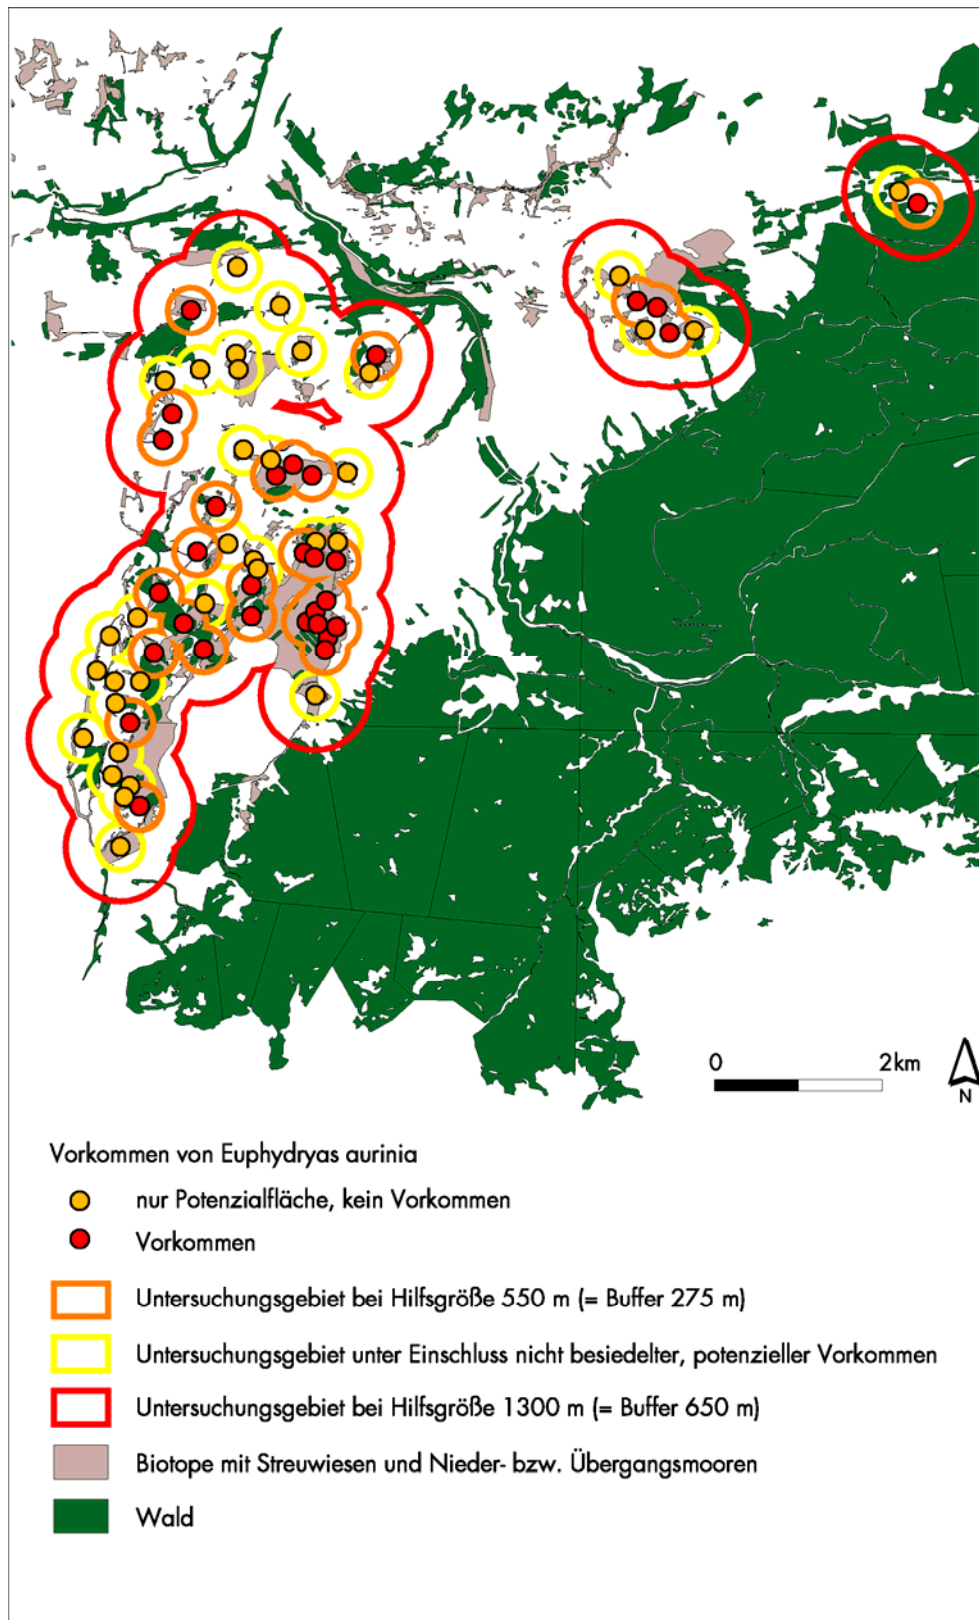 0 2km
N
Vorkommen von Euphydryas aurinia
nur Potenzialfläche, kein Vorkommen
Vorkommen
Untersuchungsgebiet bei Hilfsgröße 550 m (= Buffer 275 m)
Untersuchungsgebiet unter Einschluss nicht besiedelter, potenzieller Vorkommen
Untersuchungsgebiet bei Hilfsgröße 1300 m (= Buffer 650 m)
Biotope mit Streuwiesen und Nieder- bzw. Übergangsmooren
Wald